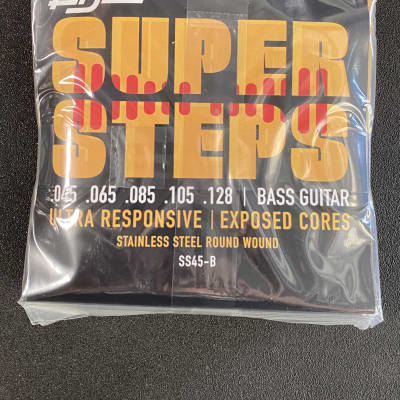 SUPER
STEPS
.045 .065 .085 .105 .128 | BASS GUITAR
ULTRA RESPONSIVE | EXPOSED CORES
STAINLESS STEEL ROUND WOUND
SS45-B